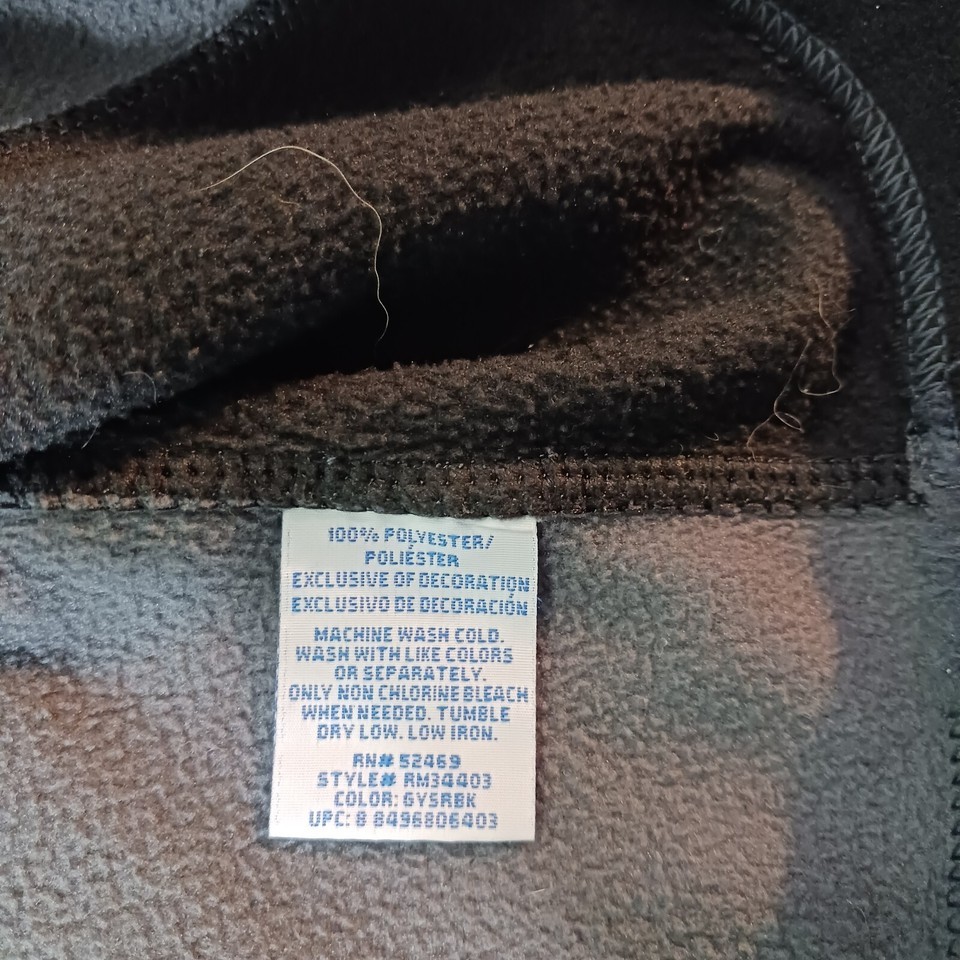 100% POLYESTER/
POLIÉSTER
EXCLUSIVE OF DECORATION
EXCLUSIVO DE DECORACIÓN
MACHINE WASH COLD.
WASH WITH LIKE COLORS
OR SEPARATELY.
ONLY NON CHLORINE BLEACH
WHEN NEEDED. TUMBLE
DRY LOW. LOW IRON.
RN# 52469
STYLE# RM34403
COLOR: GYSRBK
UPC: 8 8496806403